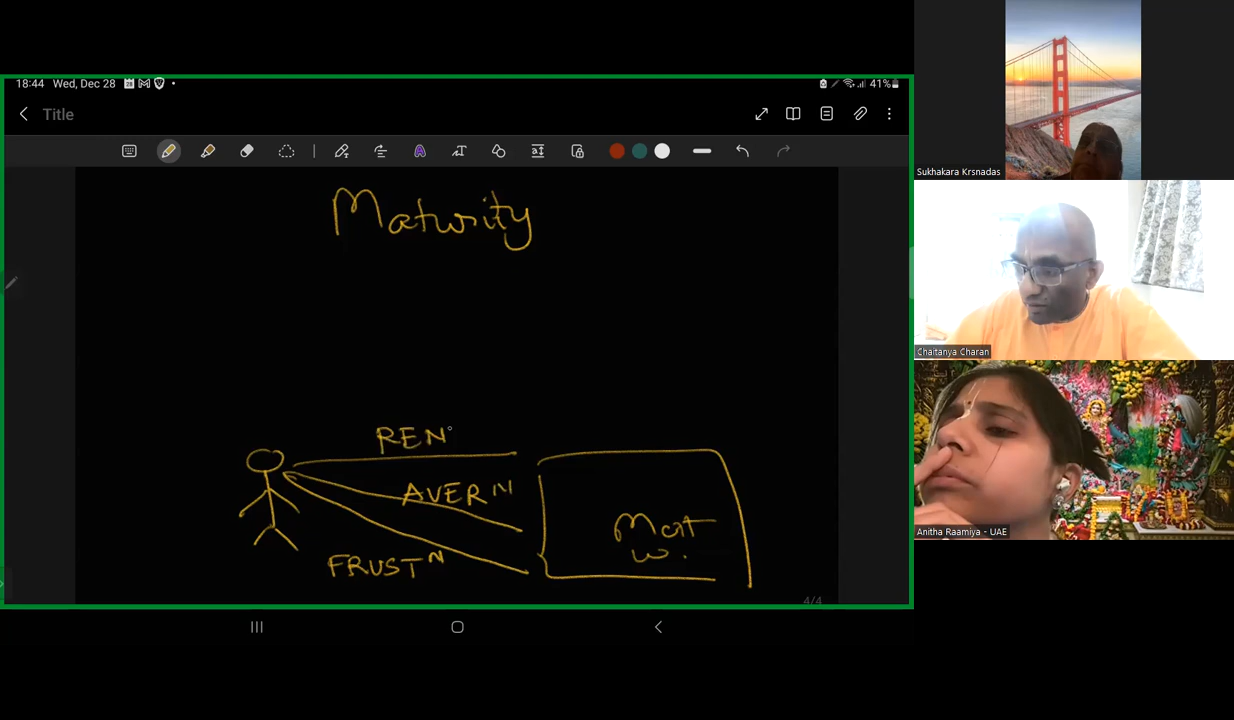 18:44 Wed, Dec 28
41%
Title
Maturity
REN
AVERN
FRUSTN
Mat
w.
4/4
Sukhakara Krsnadas
Chaitanya Charan
Anitha Raamiya - UAE